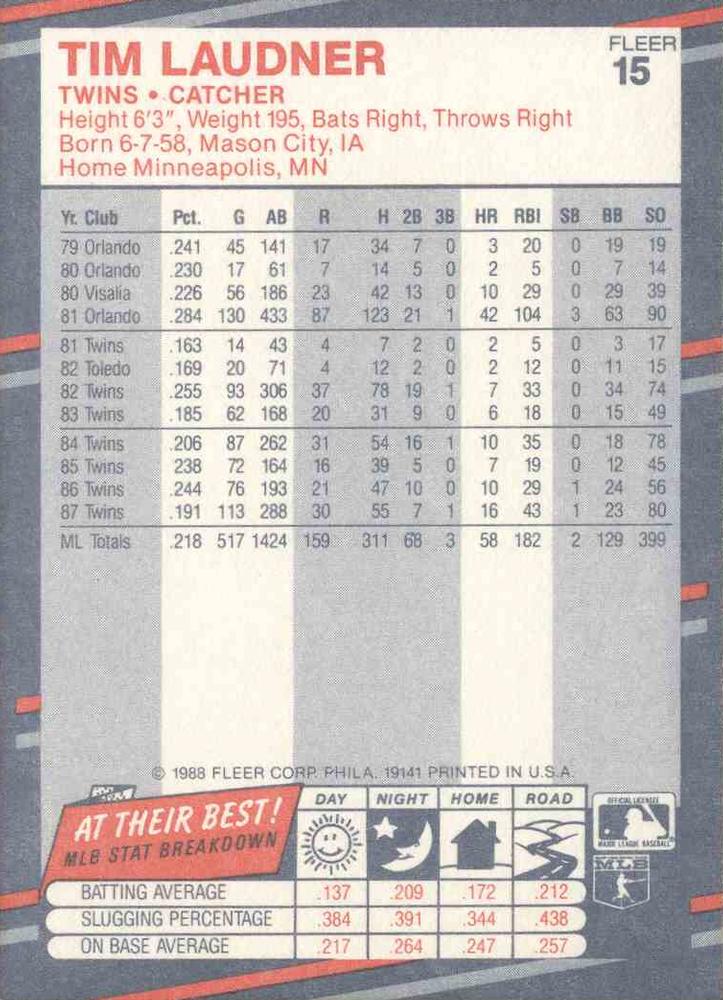 TIM LAUDNER
FLEER
15
TWINS • CATCHER
Height 6'3", Weight 195, Bats Right, Throws Right
Born 6-7-58, Mason City, IA
Home Minneapolis, MN
Yr. Club Pct. G AB R H 2B 3B HR RBI SB BB SO
79 Orlando .241 45 141 17 34 7 0 3 20 0 19 19
80 Orlando .230 17 61 7 14 5 0 2 5 0 7 14
80 Visalia .226 56 186 23 42 13 0 10 29 0 29 39
81 Orlando .284 130 433 87 123 21 1 42 104 3 63 90
81 Twins .163 14 43 4 7 2 0 2 5 0 3 17
82 Toledo .169 20 71 4 12 2 0 2 12 0 11 15
82 Twins .255 93 306 37 78 19 1 7 33 0 34 74
83 Twins .185 62 168 20 31 9 0 6 18 0 15 49
84 Twins .206 87 262 31 54 16 1 10 35 0 18 78
85 Twins 238 72 164 16 39 5 0 7 19 0 12 45
86 Twins .244 76 193 21 47 10 0 10 29 1 24 56
87 Twins .191 113 288 30 55 7 1 16 43 1 23 80
ML Totals .218 517 1424 159 311 68 3 58 182 2 129 399
© 1988 FLEER CORP. PHILA. 19141 PRINTED IN U.S.A.
AT THEIR BEST!
MLB STAT BREAKDOWN
DAY NIGHT HOME ROAD
OFFICIAL LICENSEE
MAJOR LEAGUE BASEBALL
MLB
BATTING AVERAGE .137 .209 .172 .212
SLUGGING PERCENTAGE .384 .391 .344 .438
ON BASE AVERAGE .217 .264 .247 .257